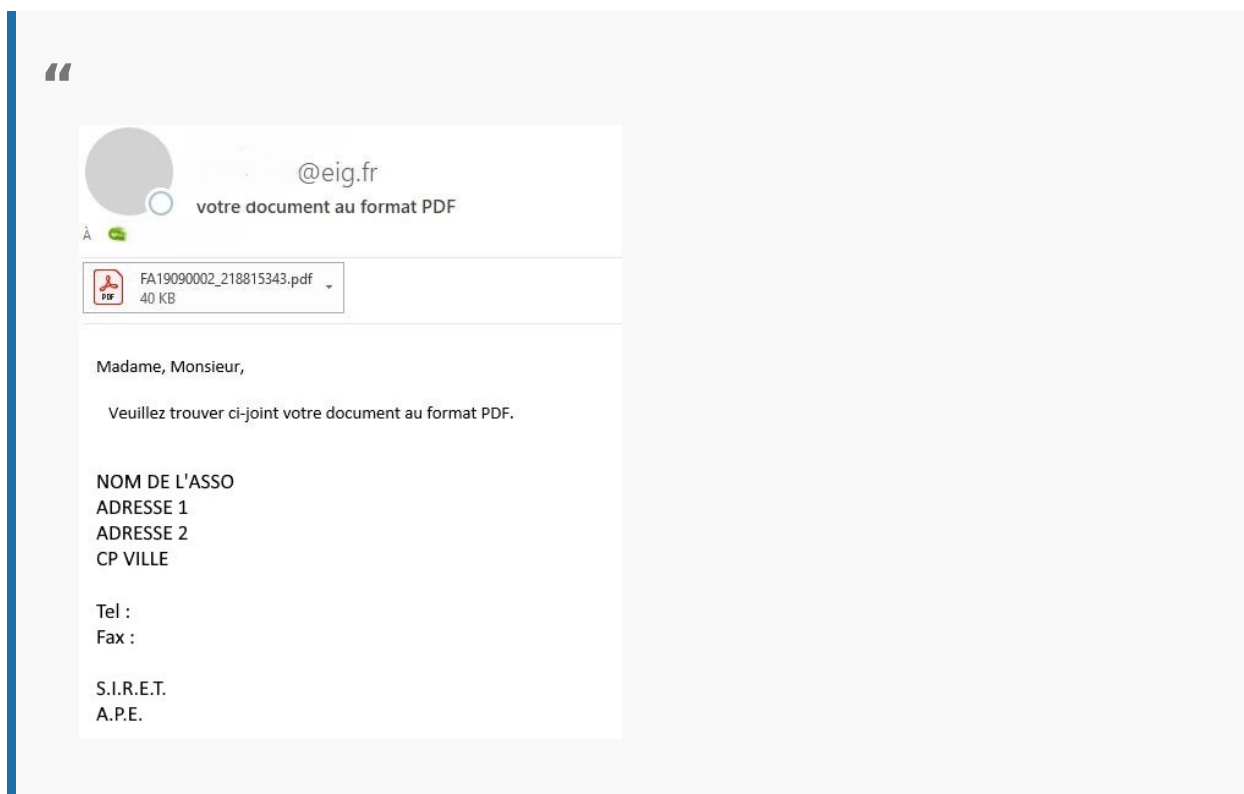 “
@eig.fr
votre document au format PDF
À
PDF
FA19090002_218815343.pdf
40 KB
Madame, Monsieur,
Veuillez trouver ci-joint votre document au format PDF.
NOM DE L'ASSO
ADRESSE 1
ADRESSE 2
CP VILLE
Tel :
Fax :
S.I.R.E.T.
A.P.E.